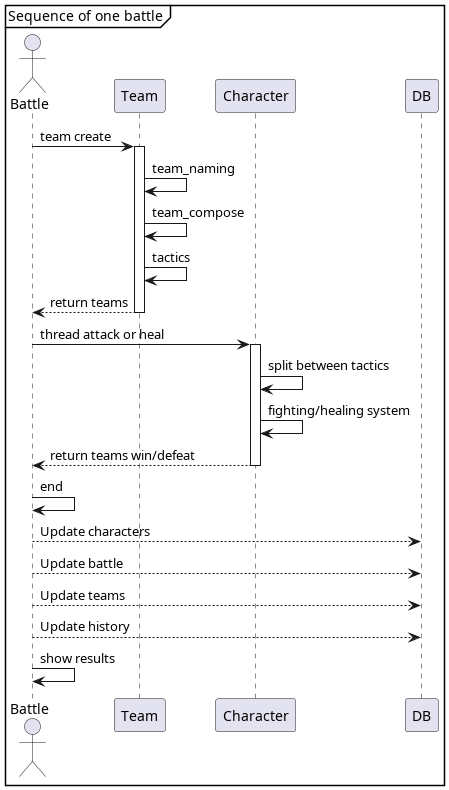 Sequence of one battle
Battle
Team
Character
DB
team create
team_naming
team_compose
tactics
return teams
thread attack or heal
split between tactics
fighting/healing system
return teams win/defeat
end
Update characters
Update battle
Update teams
Update history
show results
Battle
Team
Character
DB